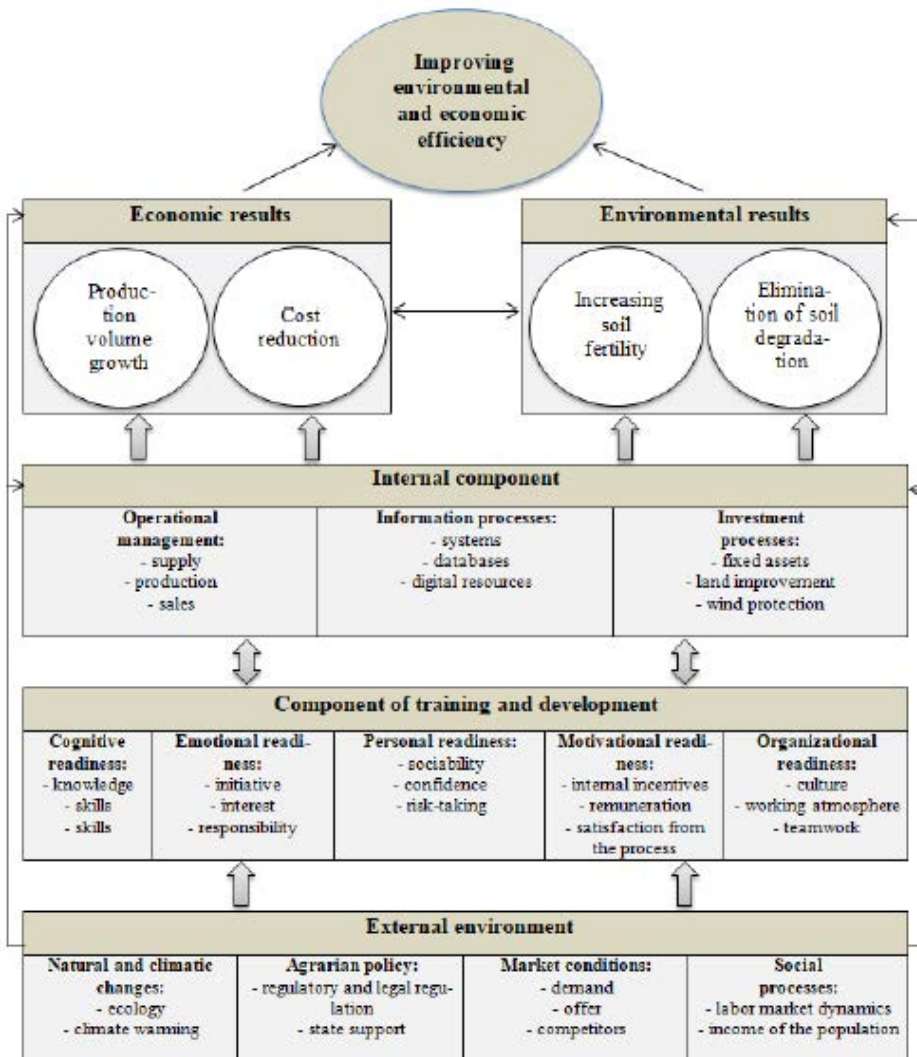 Improving
environmental
and economic
efficiency
Economic results
Environmental results
Produc-
tion
volume
growth
Cost
reduction
Increasing
soil
fertility
Elimina-
tion of soil
degrada-
tion
Internal component
Operational
management:
- supply
- production
- sales
Information processes:
- systems
- databases
- digital resources
Investment
processes:
- fixed assets
- land improvement
- wind protection
Component of training and development
Cognitive
readiness:
- knowledge
- skills
- skills
Emotional readi-
ness:
- initiative
- interest
- responsibility
Personal readiness:
- sociability
- confidence
- risk-taking
Motivational readi-
ness:
- internal incentives
- remuneration
- satisfaction from
the process
Organizational
readiness:
- culture
- working atmosphere
- teamwork
External environment
Natural and climatic
changes:
- ecology
- climate warming
Agrarian policy:
- regulatory and legal regu-
lation
- state support
Market conditions:
- demand
- offer
- competitors
Social
processes:
- labor market dynamics
- income of the population